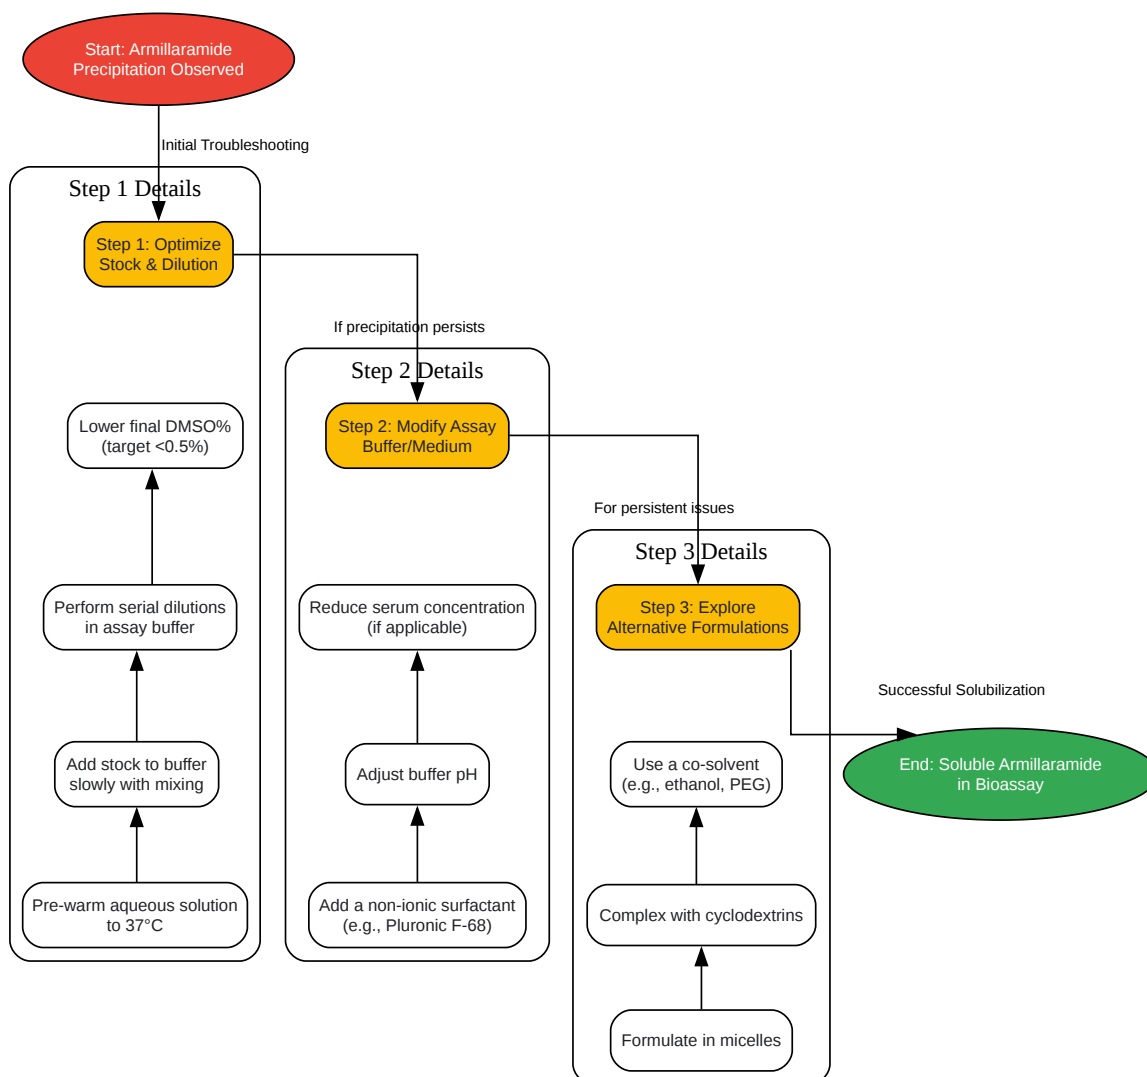 Start: Armillaramide
Precipitation Observed
Initial Troubleshooting
Step 1 Details
Step 1: Optimize
Stock & Dilution
Lower final DMSO%
(target <0.5%)
Perform serial dilutions
in assay buffer
Add stock to buffer
slowly with mixing
Pre-warm aqueous solution
to 37°C
If precipitation persists
Step 2 Details
Step 2: Modify Assay
Buffer/Medium
Reduce serum concentration
(if applicable)
Adjust buffer pH
Add a non-ionic surfactant
(e.g., Pluronic F-68)
For persistent issues
Step 3 Details
Step 3: Explore
Alternative Formulations
Use a co-solvent
(e.g., ethanol, PEG)
Complex with cyclodextrins
Formulate in micelles
Successful Solubilization
End: Soluble Armillaramide
in Bioassay